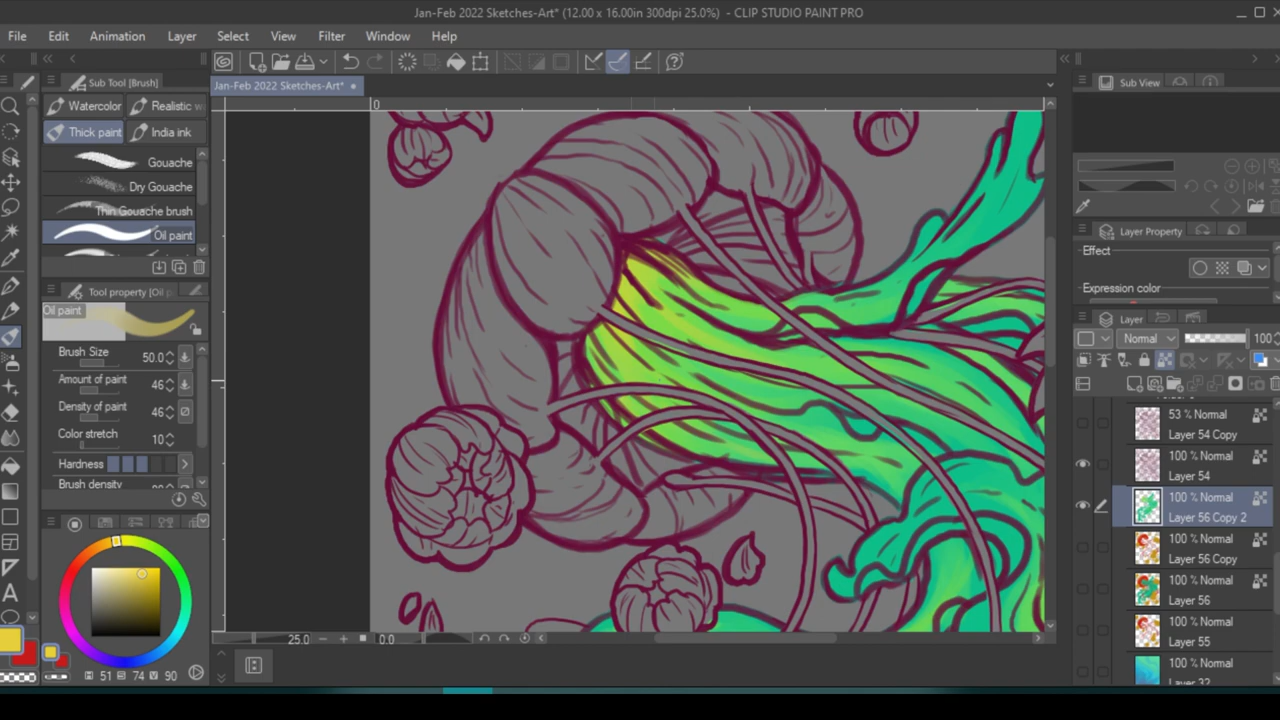 Jan-Feb 2022 Sketches-Art* (12.00 x 16.00in 300dpi 25.0%) - CLIP STUDIO PAINT PRO
File Edit Animation Layer Select View Filter Window Help
Sub Tool [Brush]
Jan-Feb 2022 Sketches-Art*
Sub View
Watercolor Realistic w
0
Thick paint India ink
Gouache
Dry Gouache
Thin Gouache brush
Oil paint
Layer Property
Effect
Tool property [Oil p
Expression color
Oil paint
Layer
Normal 100
Brush Size 50.0
Amount of paint 46
Density of paint 46
Color stretch 10
Hardness
Brush density
53 % Normal
Layer 54 Copy
100 % Normal
Layer 54
100 % Normal
Layer 56 Copy 2
100 % Normal
Layer 56 Copy
100 % Normal
Layer 56
100 % Normal
Layer 55
100 % Normal
Layer 32
25.0 0.0
H 51 S 74 V 90
A